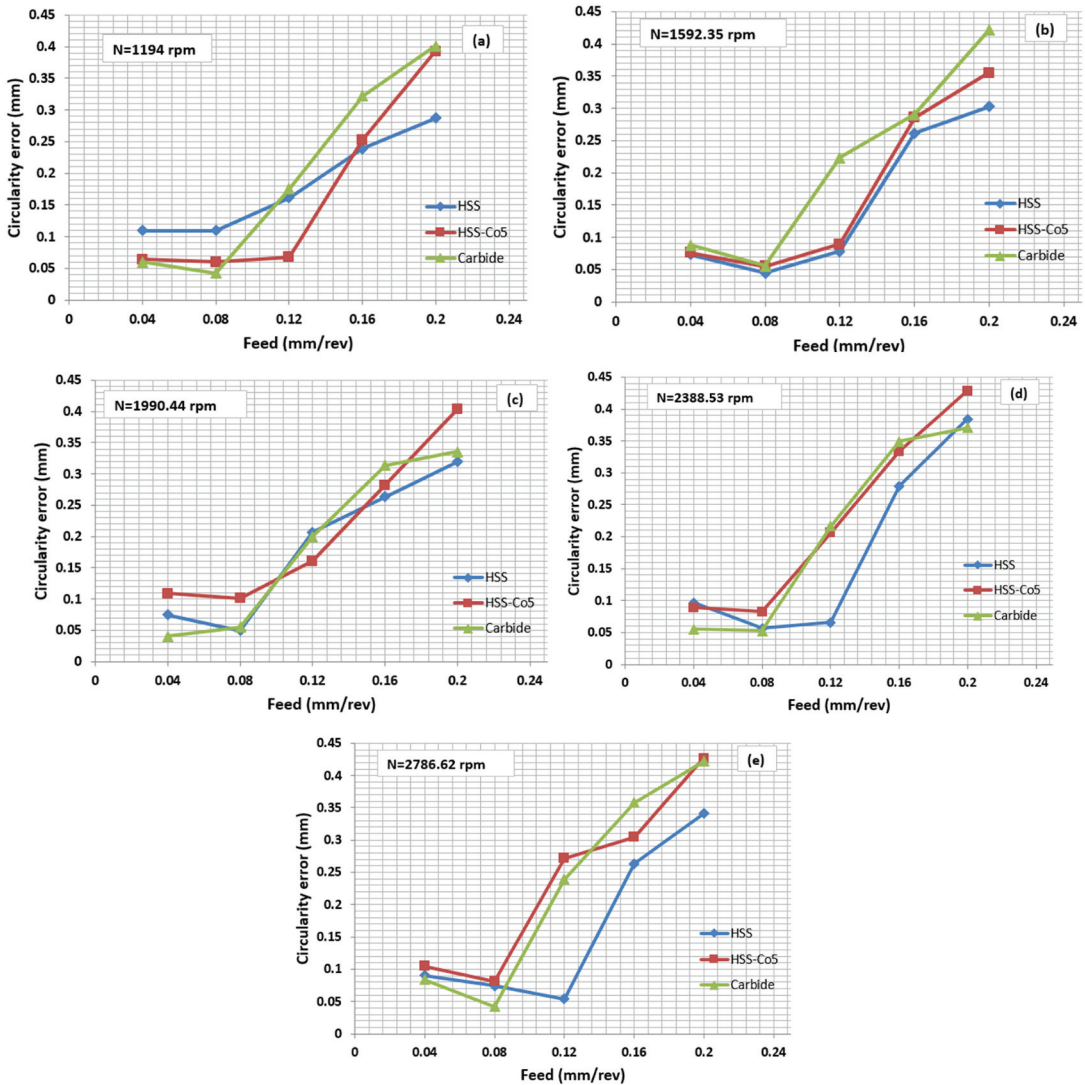 N=1194 rpm
(a)
Circularity error (mm)
0.45
0.4
0.35
0.3
0.25
0.2
0.15
0.1
0.05
0
HSS
HSS-Co5
Carbide
0 0.04 0.08 0.12 0.16 0.2 0.24
Feed (mm/rev)
N=1592.35 rpm
(b)
Circularity error (mm)
0.45
0.4
0.35
0.3
0.25
0.2
0.15
0.1
0.05
0
HSS
HSS-Co5
Carbide
0 0.04 0.08 0.12 0.16 0.2 0.24
Feed (mm/rev)
N=1990.44 rpm
(c)
Circularity error (mm)
0.45
0.4
0.35
0.3
0.25
0.2
0.15
0.1
0.05
0
HSS
HSS-Co5
Carbide
0 0.04 0.08 0.12 0.16 0.2 0.24
Feed (mm/rev)
N=2388.53 rpm
(d)
Circularity error (mm)
0.45
0.4
0.35
0.3
0.25
0.2
0.15
0.1
0.05
0
HSS
HSS-Co5
Carbide
0 0.04 0.08 0.12 0.16 0.2 0.24
Feed (mm/rev)
N=2786.62 rpm
(e)
Circularity error (mm)
0.45
0.4
0.35
0.3
0.25
0.2
0.15
0.1
0.05
0
HSS
HSS-Co5
Carbide
0 0.04 0.08 0.12 0.16 0.2 0.24
Feed (mm/rev)